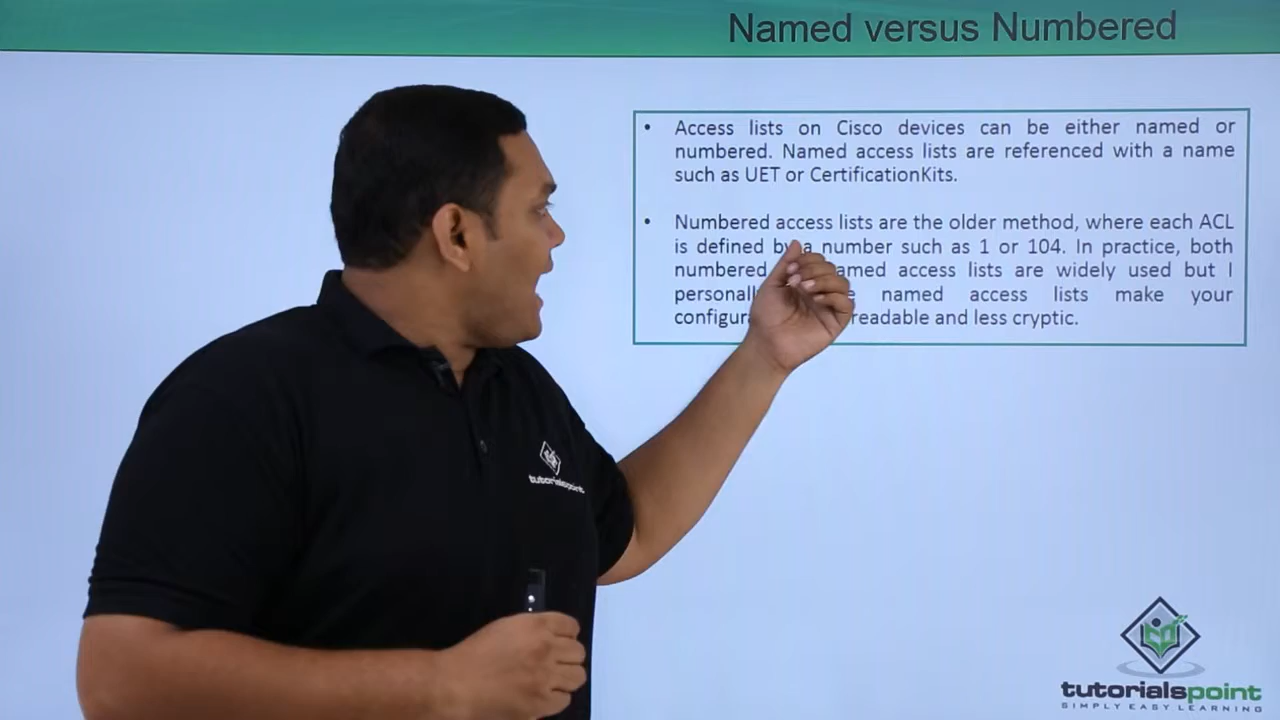 Named versus Numbered
• Access lists on Cisco devices can be either named or
numbered. Named access lists are referenced with a name
such as UET or CertificationKits.
• Numbered access lists are the older method, where each ACL
is defined by a number such as 1 or 104. In practice, both
numbered named access lists are widely used but I
named access lists make your
readable and less cryptic.
tutorialspoint
tutorialspoint
SIMPLY EASY LEARNING